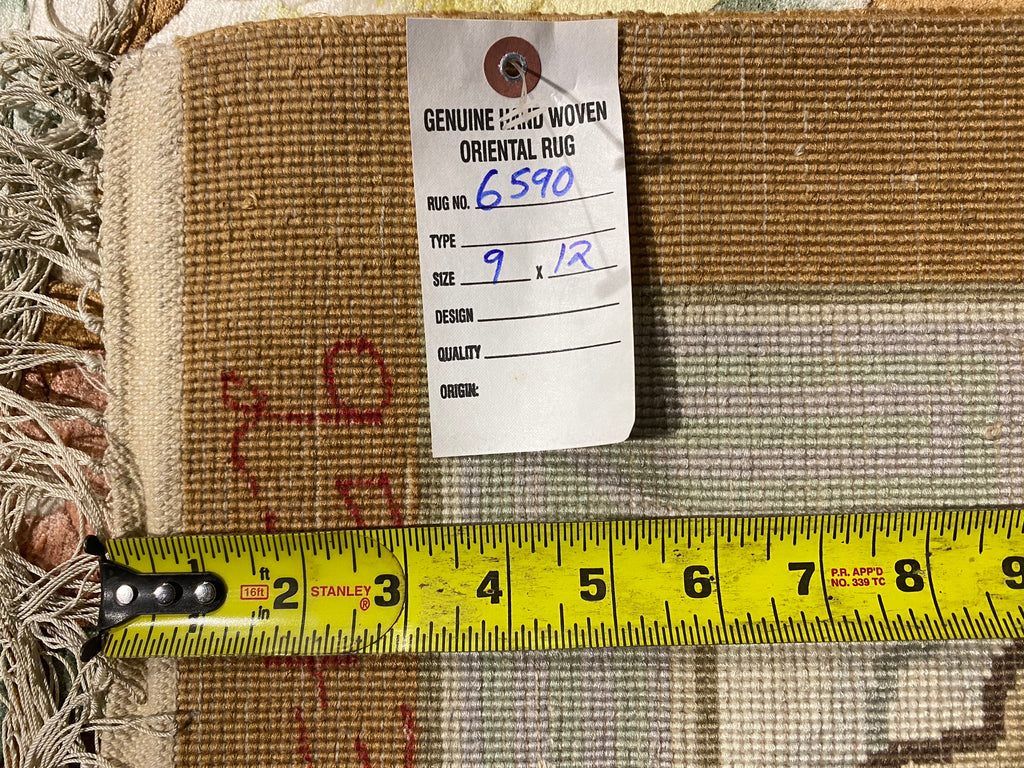 GENUINE HAND WOVEN
ORIENTAL RUG
RUG NO. 6590
TYPE
SIZE 9 X 12
DESIGN
QUALITY
ORIGIN:
1 ft 2 STANLEY 3 4 5 6 7 P.R. APP'D 8 9
16ft in ® NO. 339 TC